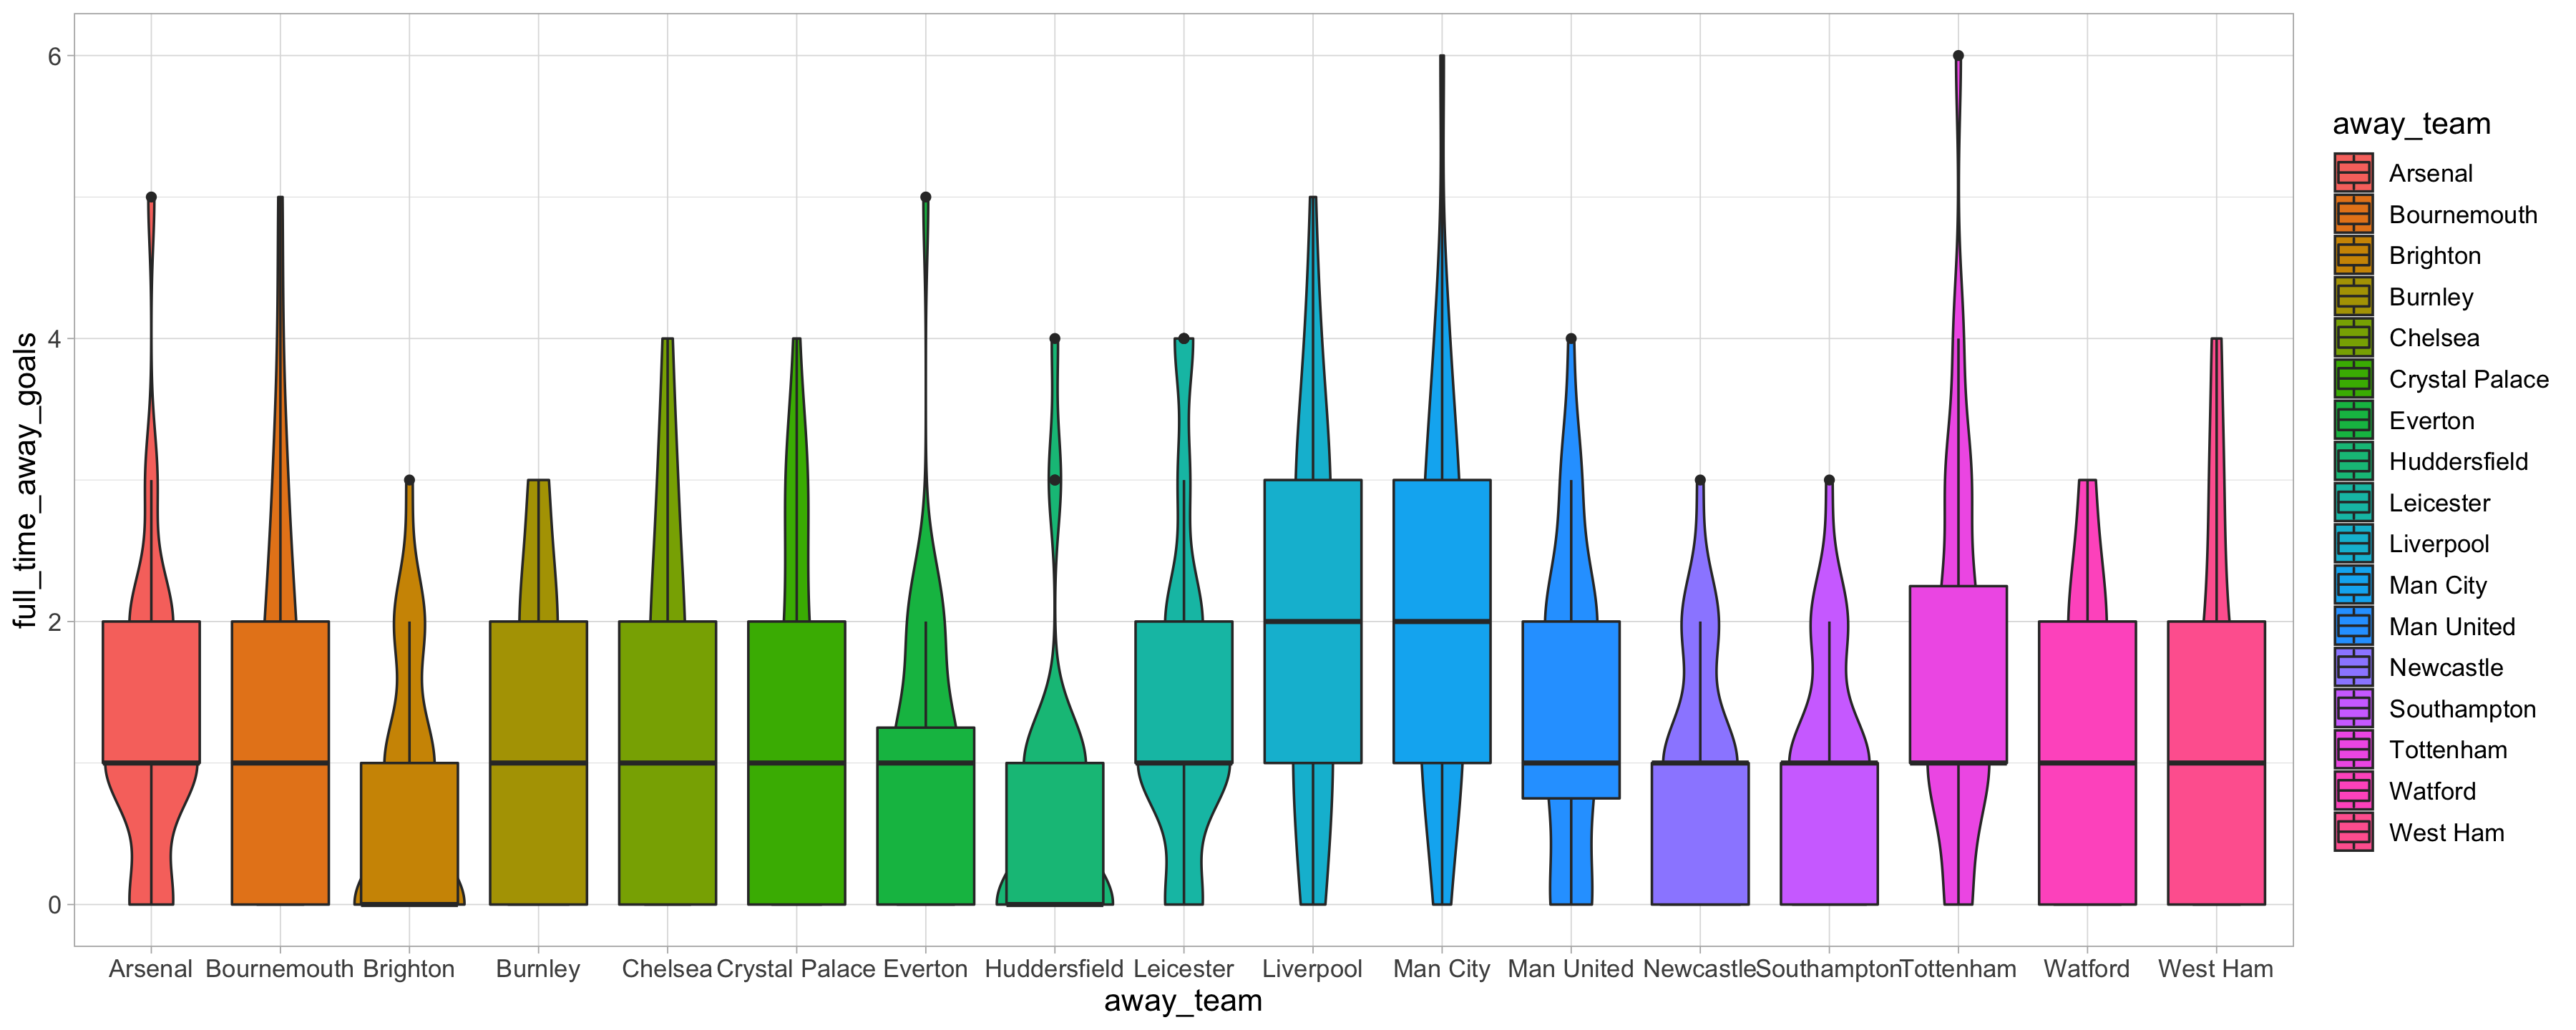 6
4
2
0
full_time_away_goals
Arsenal Bournemouth Brighton Burnley Chelsea Crystal Palace Everton Huddersfield Leicester Liverpool Man City Man United Newcastle Southampton Tottenham Watford West Ham
away_team
away_team
Arsenal
Bournemouth
Brighton
Burnley
Chelsea
Crystal Palace
Everton
Huddersfield
Leicester
Liverpool
Man City
Man United
Newcastle
Southampton
Tottenham
Watford
West Ham